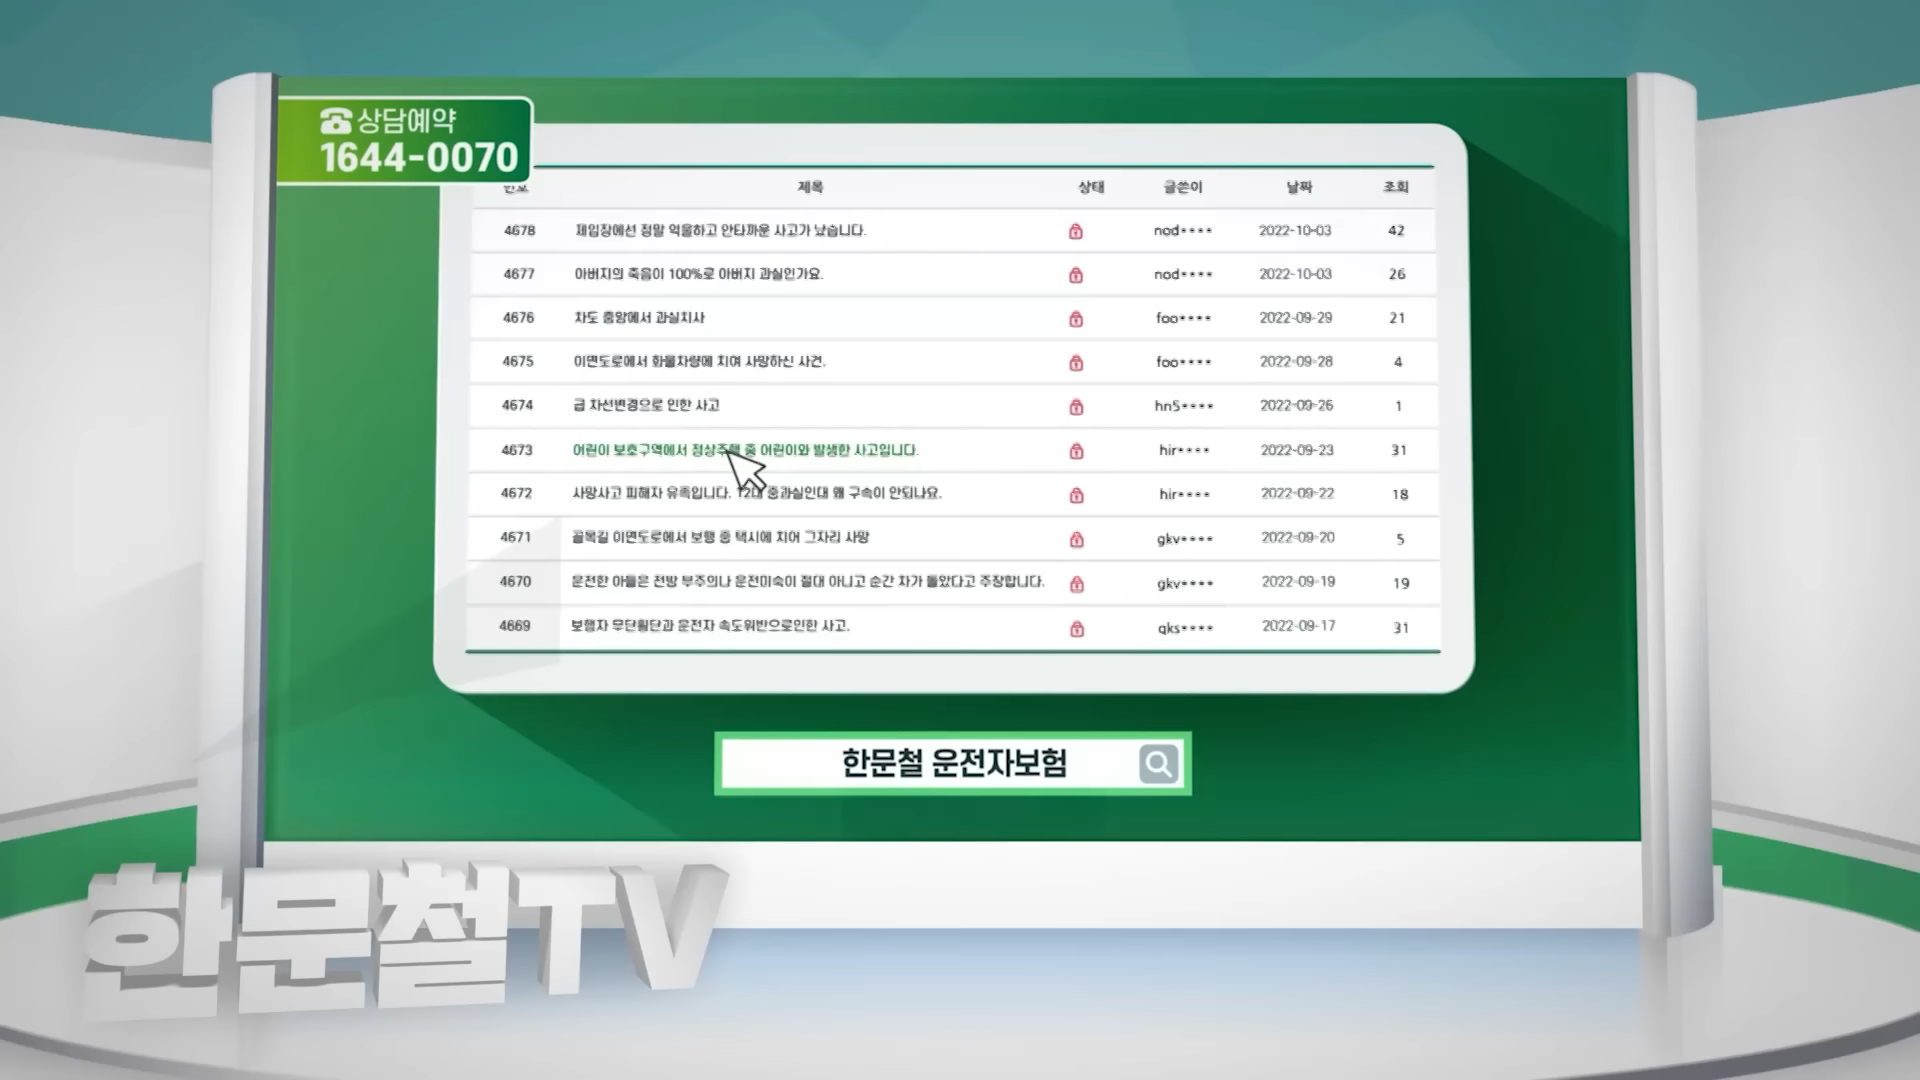 상담예약
1644-0070
번호 제목 상태 글쓴이 날짜 조회
4678 제입장에선 정말 억울하고 안타까운 사고가 났습니다. nod**** 2022-10-03 42
4677 아버지의 죽음이 100%로 아버지 과실인가요. nod**** 2022-10-03 26
4676 차도 중앙에서 과실치사 foo**** 2022-09-29 21
4675 이면도로에서 화물차량에 치여 사망하신 사건. foo**** 2022-09-28 4
4674 급 차선변경으로 인한 사고 hn5**** 2022-09-26 1
4673 어린이 보호구역에서 정상주행 중 어린이와 발생한 사고입니다. hir**** 2022-09-23 31
4672 사망사고 피해자 유족입니다. 12대 중과실인대 왜 구속이 안되나요. hir**** 2022-09-22 18
4671 골목길 이면도로에서 보행 중 택시에 치여 그자리 사망 gkv**** 2022-09-20 5
4670 운전한 아들은 전방 부주의나 운전미숙이 절대 아니고 순간 차가 돌았다고 주장합니다. gkv**** 2022-09-19 19
4669 보행자 무단횡단과 운전자 속도위반으로인한 사고. qks**** 2022-09-17 31
한문철 운전자보험
한문철TV